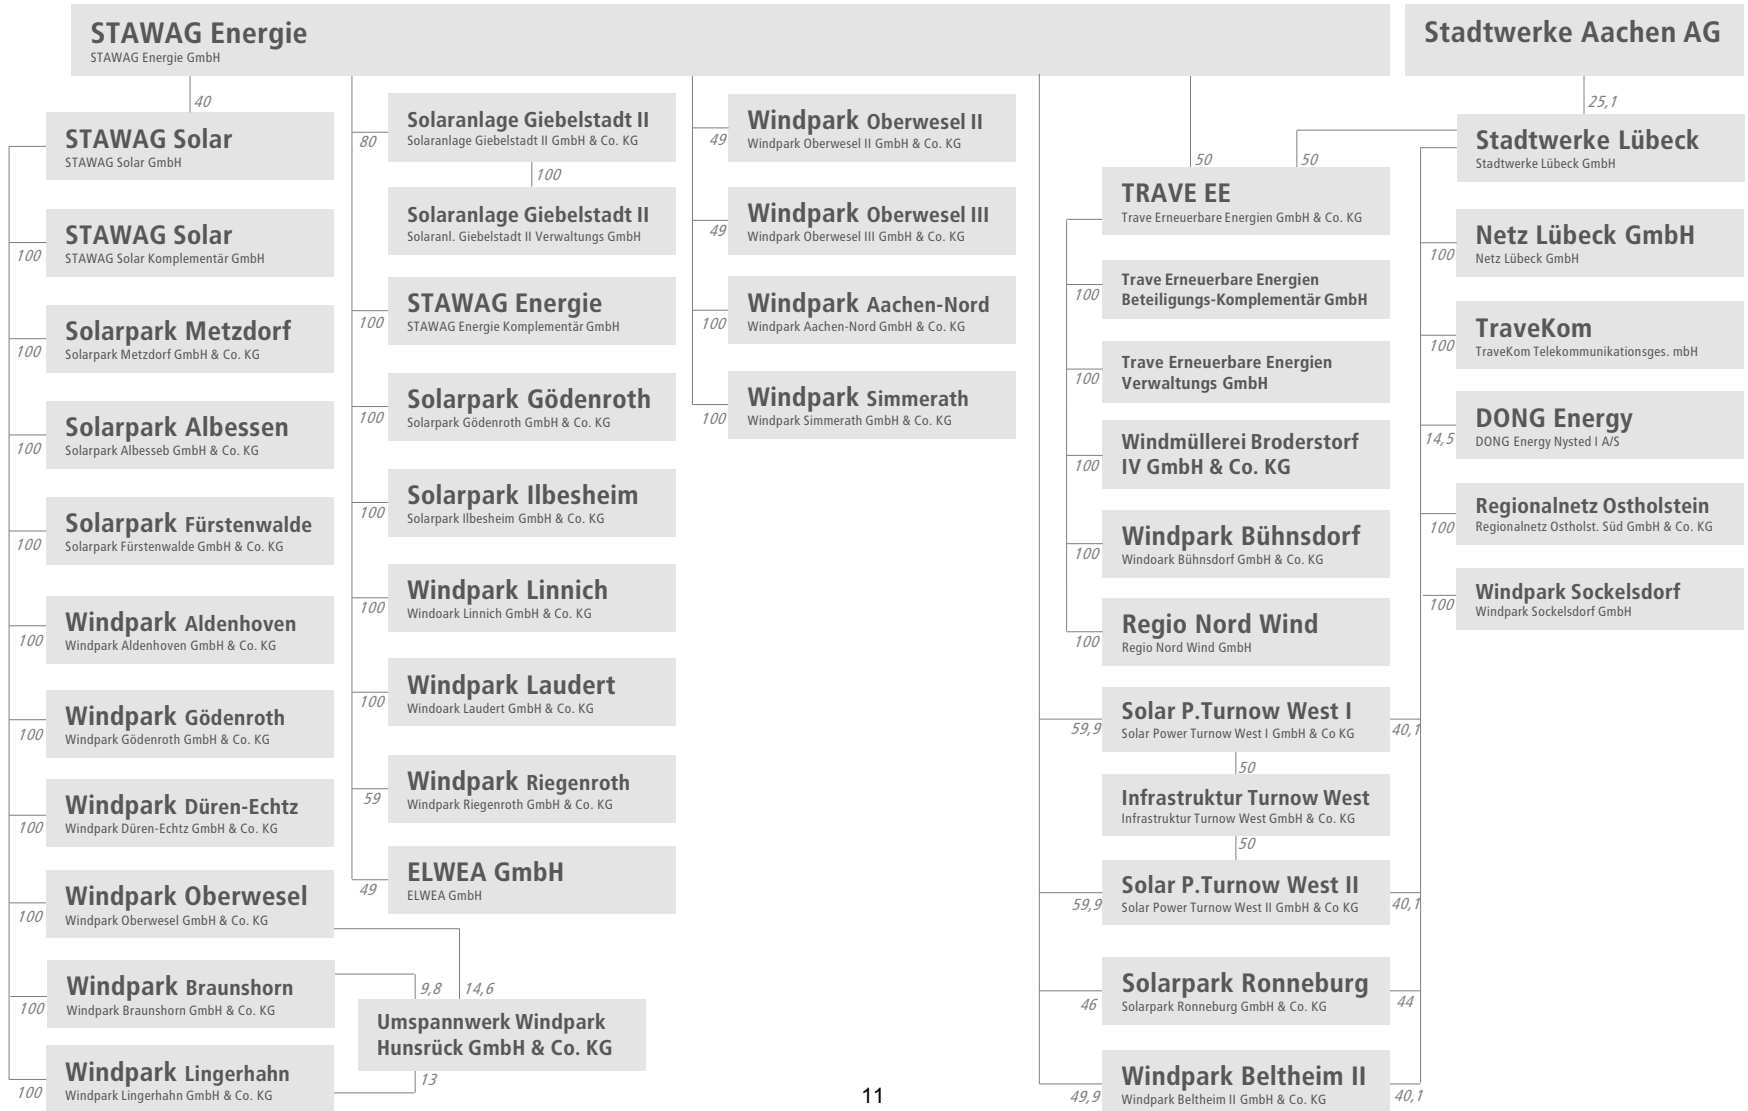 STAWAG Energie
STAWAG Energie GmbH
Stadtwerke Aachen AG
40
STAWAG Solar
STAWAG Solar GmbH
100
STAWAG Solar
STAWAG Solar Komplementär GmbH
100
Solarpark Metzdorf
Solarpark Metzdorf GmbH & Co. KG
100
Solarpark Albessen
Solarpark Albesseb GmbH & Co. KG
100
Solarpark Fürstenwalde
Solarpark Fürstenwalde GmbH & Co. KG
100
Windpark Aldenhoven
Windpark Aldenhoven GmbH & Co. KG
100
Windpark Gödenroth
Windpark Gödenroth GmbH & Co. KG
100
Windpark Düren-Echtz
Windpark Düren-Echtz GmbH & Co. KG
100
Windpark Oberwesel
Windpark Oberwesel GmbH & Co. KG
100
Windpark Braunshorn
Windpark Braunshorn GmbH & Co. KG
100
Windpark Lingerhahn
Windpark Lingerhahn GmbH & Co. KG
100
80
Solaranlage Giebelstadt II
Solaranlage Giebelstadt II GmbH & Co. KG
100
Solaranlage Giebelstadt II
Solaranl. Giebelstadt II Verwaltungs GmbH
STAWAG Energie
STAWAG Energie Komplementär GmbH
100
Solarpark Gödenroth
Solarpark Gödenroth GmbH & Co. KG
100
Solarpark Ilbesheim
Solarpark Ilbesheim GmbH & Co. KG
100
Windpark Linnich
Windoark Linnich GmbH & Co. KG
100
Windpark Laudert
Windoark Laudert GmbH & Co. KG
100
Windpark Riegenroth
Windpark Riegenroth GmbH & Co. KG
59
ELWEA GmbH
ELWEA GmbH
49
9,8
14,6
Umspannwerk Windpark
Hunsrück GmbH & Co. KG
13
Windpark Oberwesel II
Windpark Oberwesel II GmbH & Co. KG
49
Windpark Oberwesel III
Windpark Oberwesel III GmbH & Co. KG
49
Windpark Aachen-Nord
Windpark Aachen-Nord GmbH & Co. KG
100
Windpark Simmerath
Windpark Simmerath GmbH & Co. KG
100
50
50
TRAVE EE
Trave Erneuerbare Energien GmbH & Co. KG
Trave Erneuerbare Energien
Beteiligungs-Komplementär GmbH
100
Trave Erneuerbare Energien
Verwaltungs GmbH
100
Windmüllerei Broderstorf
IV GmbH & Co. KG
100
Windpark Bühnsdorf
Windoark Bühnsdorf GmbH & Co. KG
100
Regio Nord Wind
Regio Nord Wind GmbH
100
Solar P.Turnow West I
Solar Power Turnow West I GmbH & Co KG
59,9
40,1
50
Infrastruktur Turnow West
Infrastruktur Turnow West GmbH & Co. KG
50
Solar P.Turnow West II
Solar Power Turnow West II GmbH & Co KG
59,9
40,1
Solarpark Ronneburg
Solarpark Ronneburg GmbH & Co. KG
46
44
Windpark Beltheim II
Windpark Beltheim II GmbH & Co. KG
49,9
40,1
25,1
Stadtwerke Lübeck
Stadtwerke Lübeck GmbH
Netz Lübeck GmbH
Netz Lübeck GmbH
100
TraveKom
TraveKom Telekommunikationsges. mbH
100
DONG Energy
DONG Energy Nysted I A/S
14,5
Regionalnetz Ostholstein
Regionalnetz Ostholst. Süd GmbH & Co. KG
100
Windpark Sockelsdorf
Windpark Sockelsdorf GmbH
100
11